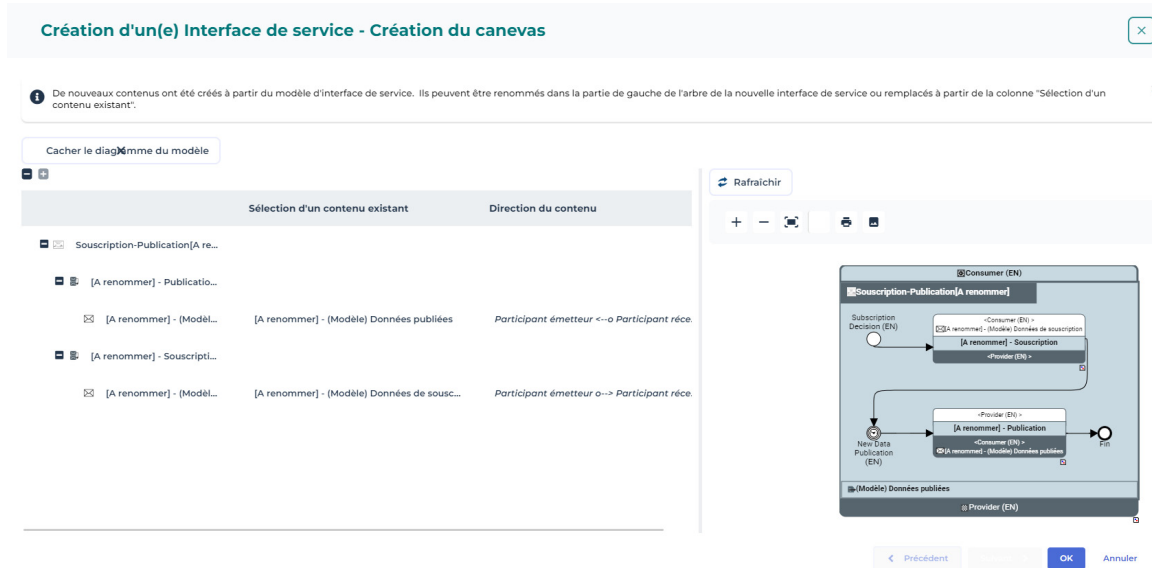 Création d'un(e) Interface de service - Création du canevas
De nouveaux contenus ont été créés à partir du modèle d'interface de service. Ils peuvent être renommés dans la partie de gauche de l'arbre de la nouvelle interface de service ou remplacés à partir de la colonne "Sélection d'un
contenu existant".
Cacher le diagramme du modèle
Rafraîchir
Sélection d'un contenu existant Direction du contenu
Souscription-Publication[A re...
[A renommer] - Publicatio...
[A renommer] - (Modèl... [A renommer] - (Modèle) Données publiées Participant émetteur <--o Participant réce.
[A renommer] - Souscripti...
[A renommer] - (Modèl... [A renommer] - (Modèle) Données de sousc... Participant émetteur o--> Participant réce.
Consumer (EN)
Souscription-Publication[A renommer]
Subscription
Decision (EN)
<Consumer (EN) >
[A renommer] - (Modèle) Données de souscription
[A renommer] - Souscription
<Provider (EN) >
<Provider (EN) >
[A renommer] - Publication
<Consumer (EN) >
[A renommer] - (Modèle) Données publiées
New Data
Publication
(EN)
Fin
(Modèle) Données publiées
Provider (EN)
Précédent OK Annuler